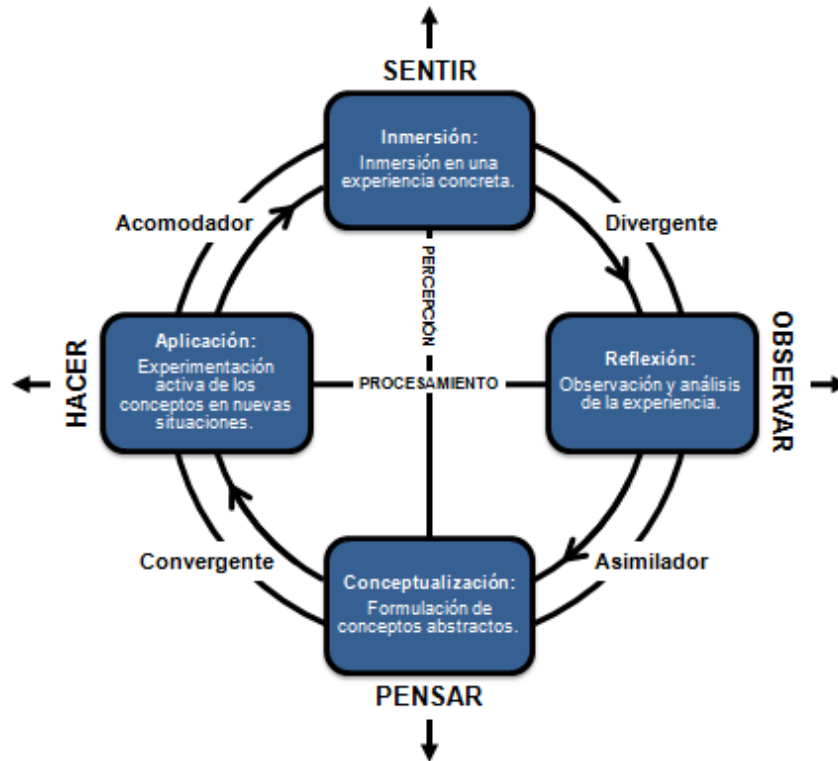 SENTIR
Inmersión:
Inmersión en una
experiencia concreta.
Acomodador
Divergente
PERCEPCIÓN
HACER
Aplicación:
Experimentación
activa de los
conceptos en nuevas
situaciones.
PROCESAMIENTO
Reflexión:
Observación y análisis
de la experiencia.
OBSERVAR
Convergente
Asimilador
Conceptualización:
Formulación de
conceptos abstractos.
PENSAR